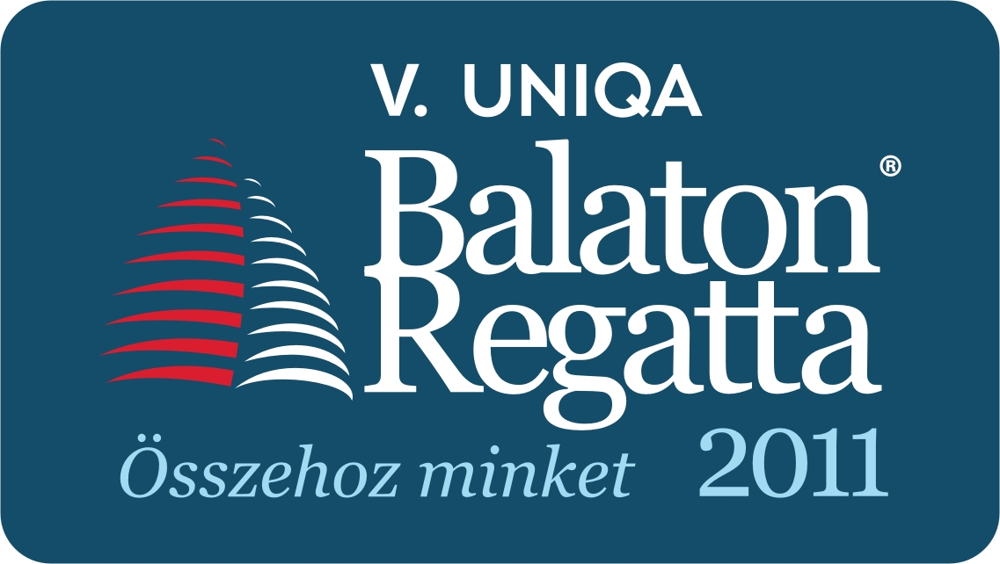 V. UNIQA
Balaton®
Regatta
Összehoz minket 2011